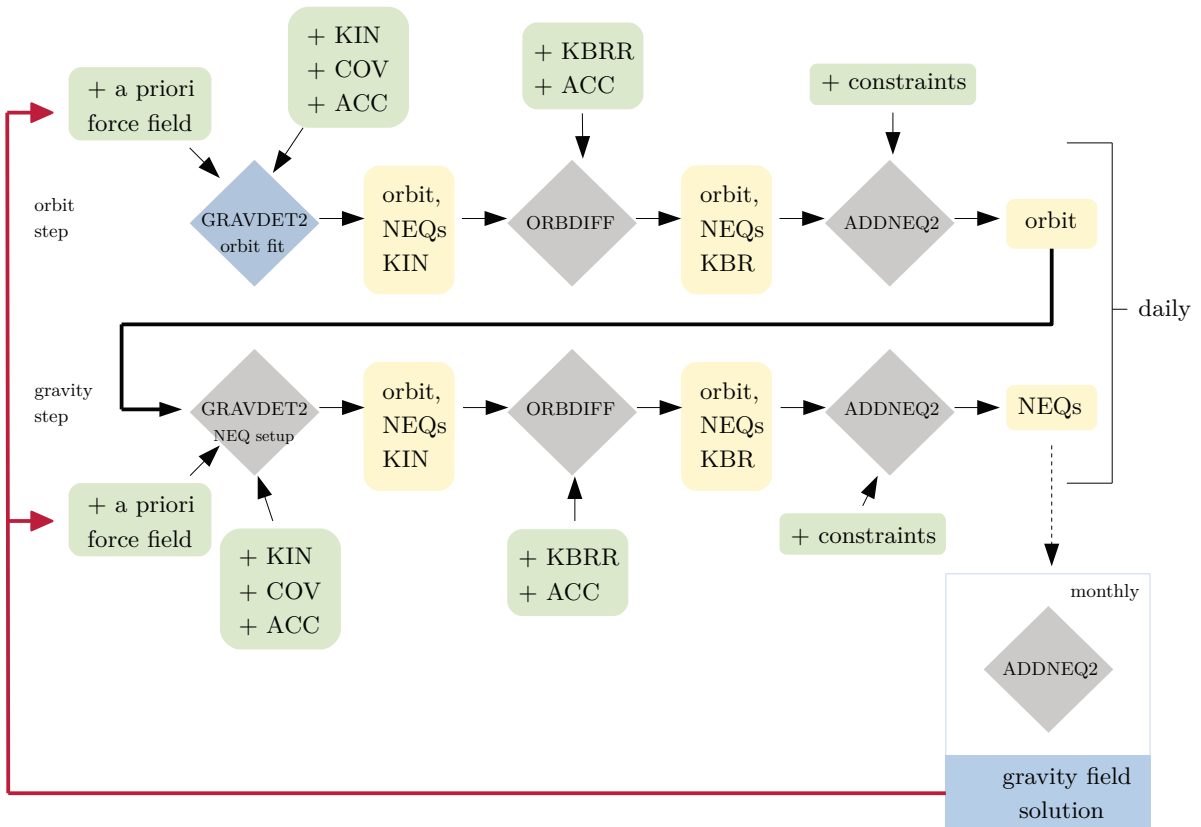 + a priori
force field
+ KIN
+ COV
+ ACC
+ KBRR
+ ACC
+ constraints
orbit
step
GRAVDET2
orbit fit
orbit,
NEQs
KIN
ORBDIFF
orbit,
NEQs
KBR
ADDNEQ2
orbit
daily
gravity
step
GRAVDET2
NEQ setup
orbit,
NEQs
KIN
ORBDIFF
orbit,
NEQs
KBR
ADDNEQ2
NEQs
+ a priori
force field
+ KIN
+ COV
+ ACC
+ KBRR
+ ACC
+ constraints
monthly
ADDNEQ2
gravity field
solution